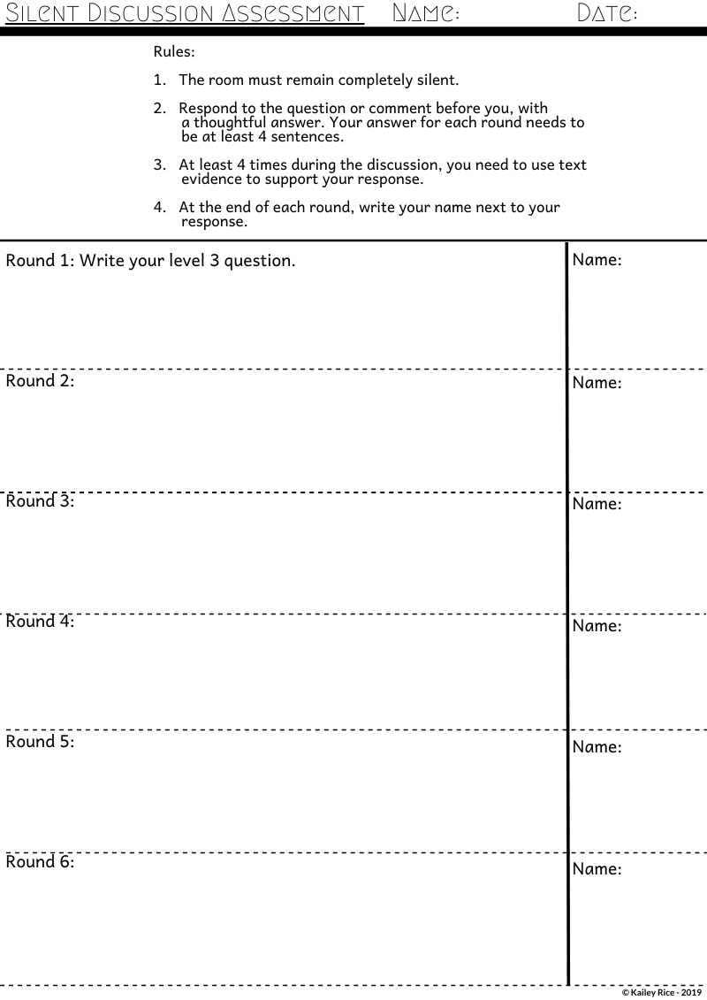 Silent Discussion Assessment Name: Date:
Rules:
1. The room must remain completely silent.
2. Respond to the question or comment before you, with
a thoughtful answer. Your answer for each round needs to
be at least 4 sentences.
3. At least 4 times during the discussion, you need to use text
evidence to support your response.
4. At the end of each round, write your name next to your
response.
Round 1: Write your level 3 question. Name:
Round 2: Name:
Round 3: Name:
Round 4: Name:
Round 5: Name:
Round 6: Name:
© Kailey Rice - 2019